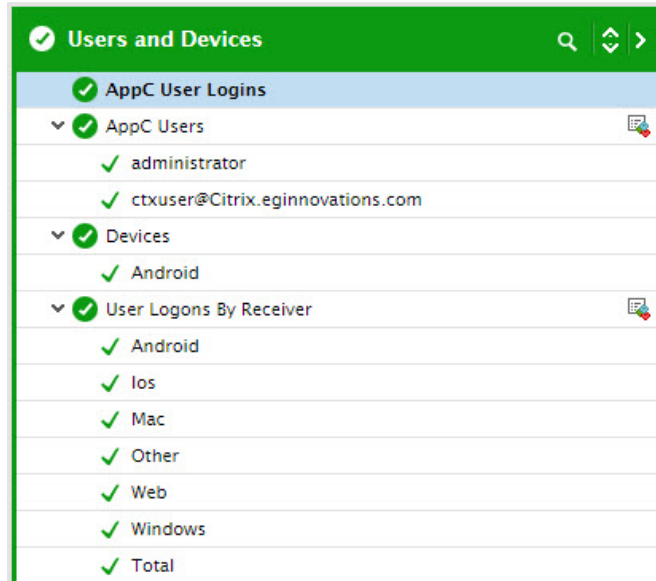 Users and Devices
AppC User Logins
AppC Users
administrator
ctxuser@Citrix.eginnovations.com
Devices
Android
User Logons By Receiver
Android
Ios
Mac
Other
Web
Windows
Total